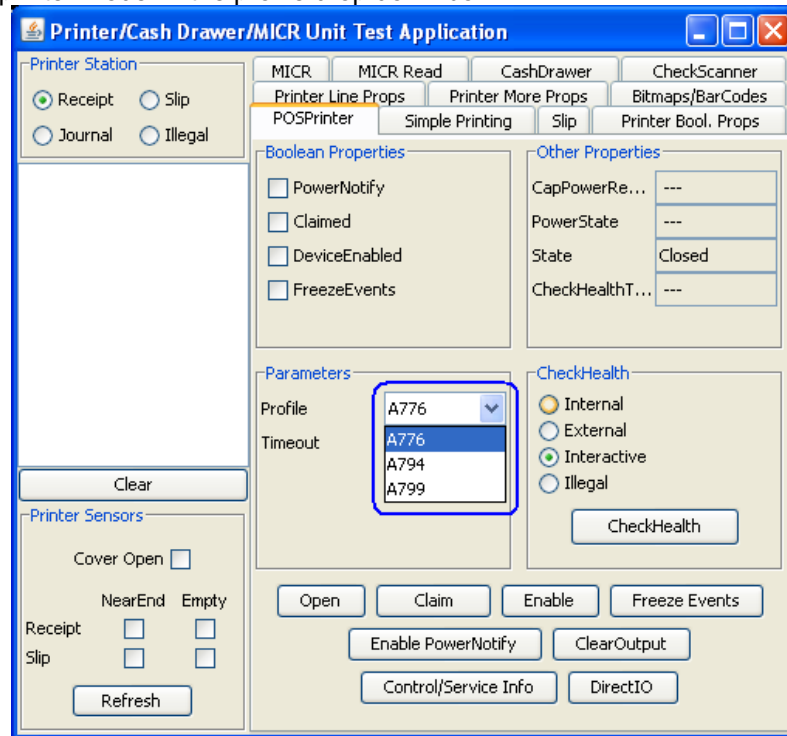 Printer/Cash Drawer/MICR Unit Test Application
Printer Station
Receipt Slip
Journal Illegal
MICR MICR Read CashDrawer CheckScanner
Printer Line Props Printer More Props Bitmaps/BarCodes
POSPrinter Simple Printing Slip Printer Bool. Props
Boolean Properties
PowerNotify
Claimed
DeviceEnabled
FreezeEvents
Other Properties
CapPowerRe... ---
PowerState ---
State Closed
CheckHealthT... ---
Parameters
Profile A776
Timeout
A776
A794
A799
CheckHealth
Internal
External
Interactive
Illegal
CheckHealth
Clear
Printer Sensors
Cover Open
NearEnd Empty
Receipt
Slip
Refresh
Open Claim Enable Freeze Events
Enable PowerNotify ClearOutput
Control/Service Info DirectIO